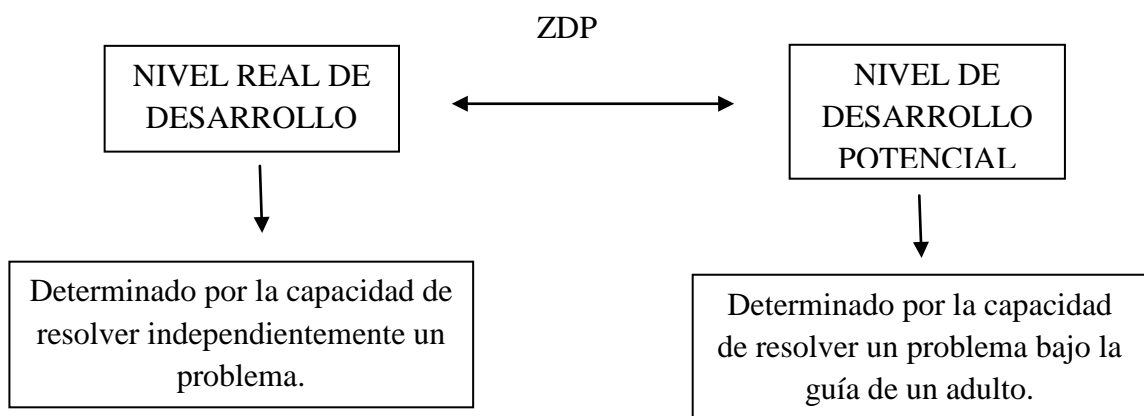 ZDP
NIVEL REAL DE
DESARROLLO
NIVEL DE
DESARROLLO
POTENCIAL
Determinado por la capacidad de
resolver independientemente un
problema.
Determinado por la capacidad
de resolver un problema bajo la
guía de un adulto.